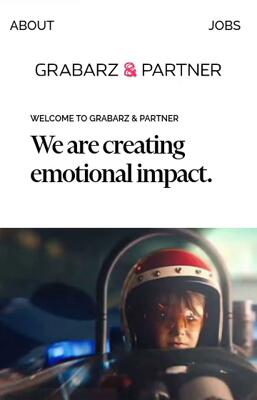 ABOUT JOBS
GRABARZ & PARTNER
WELCOME TO GRABARZ & PARTNER
We are creating
emotional impact.